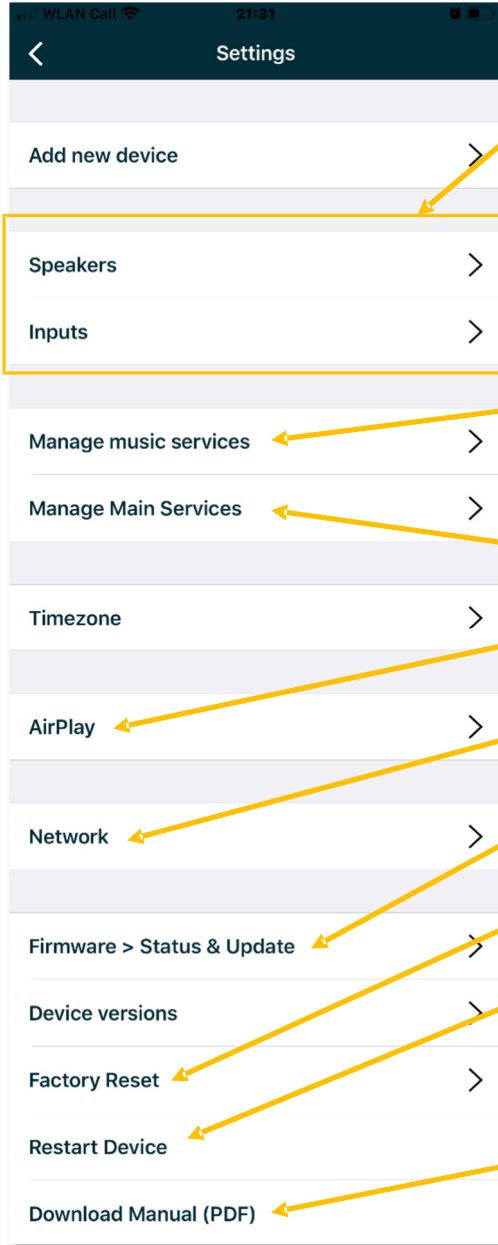 WLAN Call 21:31
Settings
Add new device
Speakers
Inputs
Manage music services
Manage Main Services
Timezone
AirPlay
Network
Firmware > Status & Update
Device versions
Factory Reset
Restart Device
Download Manual (PDF)